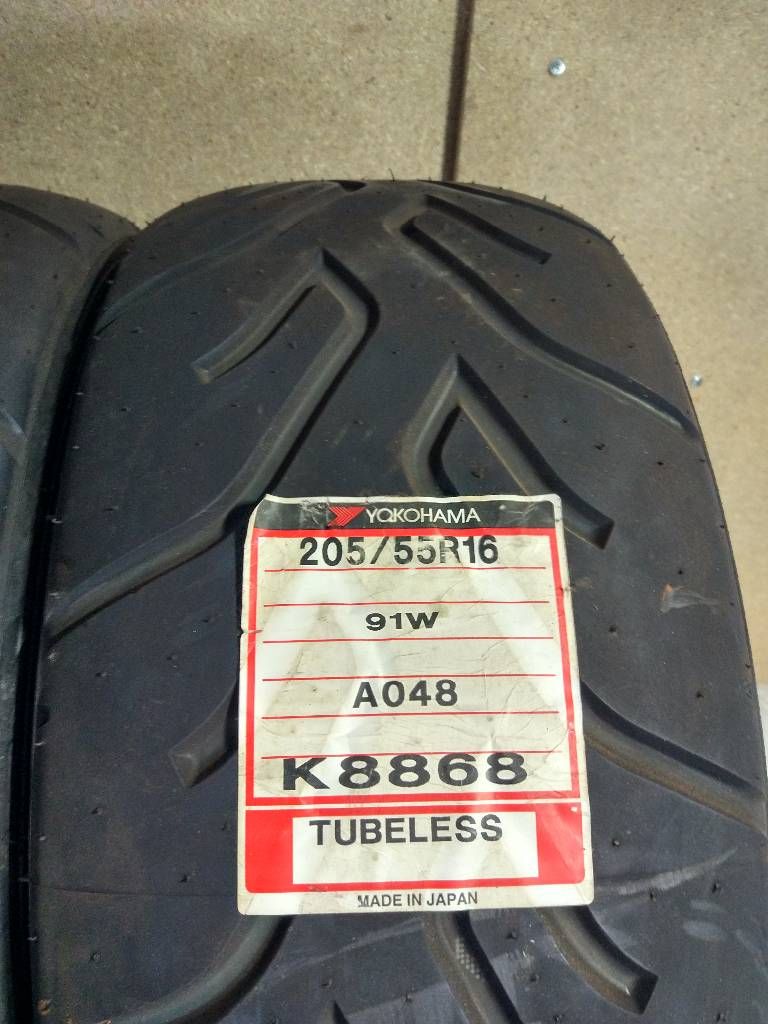 YOKOHAMA
205/55R16
91W
A048
K8868
TUBELESS
MADE IN JAPAN